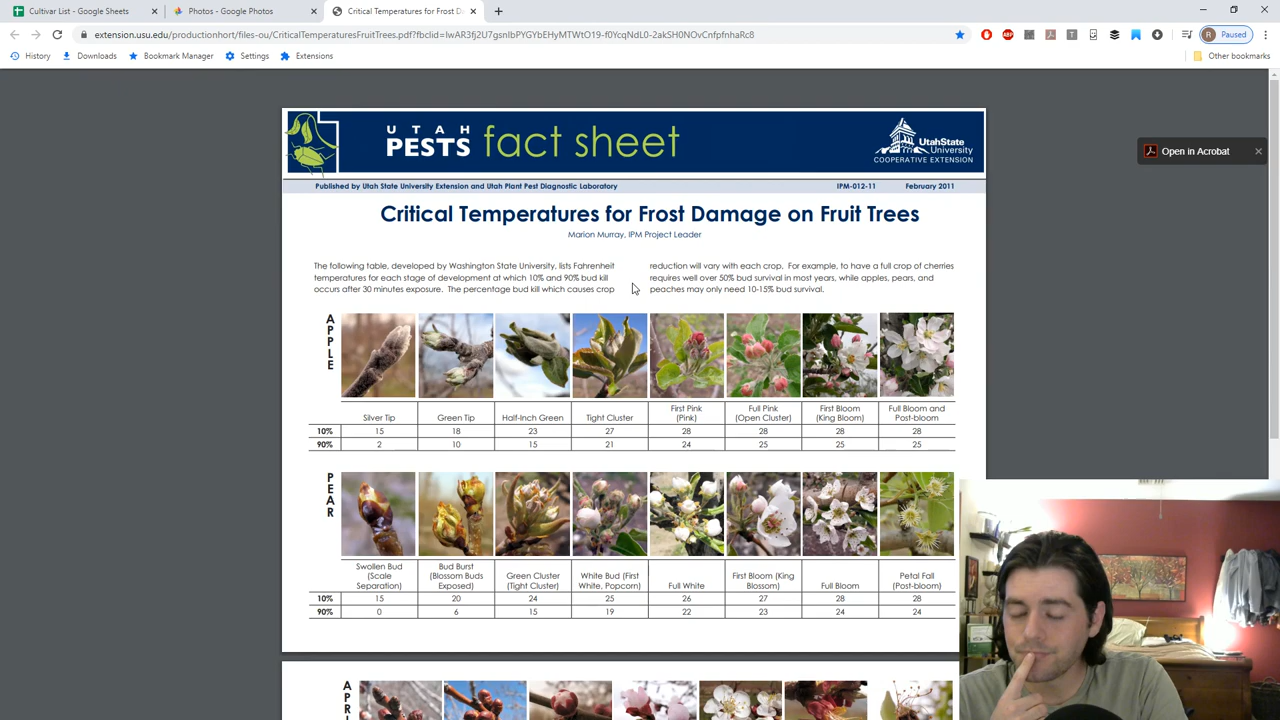 Cultivar List - Google Sheets
Photos - Google Photos
Critical Temperatures for Frost D
extension.usu.edu/productionhort/files-ou/CriticalTemperaturesFruitTrees.pdf?fbclid=
Paused
History
Downloads
Bookmark Manager
Settings
Extensions
Other bookmarks
UTAH
PESTS fact sheet
UtahState
University
COOPERATIVE EXTENSION
Published by Utah State University Extension and Utah Plant Pest Diagnostic Laboratory IPM-012-11 February 2011
Open in Acrobat
Critical Temperatures for Frost Damage on Fruit Trees
Marion Murray, IPM Project Leader
The following table, developed by Washington State University, lists Fahrenheit
temperatures for each stage of development at which 10% and 90% bud kill
occurs after 30 minutes exposure. The percentage bud kill which causes crop
reduction will vary with each crop. For example, to have a full crop of cherries
requires well over 50% bud survival in most years, while apples, pears, and
peaches may only need 10-15% bud survival.
APPLE
Silver Tip
Green Tip
Half-Inch Green
Tight Cluster
First Pink
(Pink)
Full Pink
(Open Cluster)
First Bloom
(King Bloom)
Full Bloom and
Post-bloom
10% 15 18 23 27 28 28 28 28
90% 2 10 15 21 24 25 25 25
PEAR
Swollen Bud
(Scale
Separation)
Bud Burst
(Blossom Buds
Exposed)
Green Cluster
(Tight Cluster)
White Bud (First
White, Popcorn)
Full White
First Bloom (King
Blossom)
Full Bloom
Petal Fall
(Post-bloom)
10% 15 20 24 25 26 27 28 28
90% 0 6 15 19 22 23 24 24
APRI